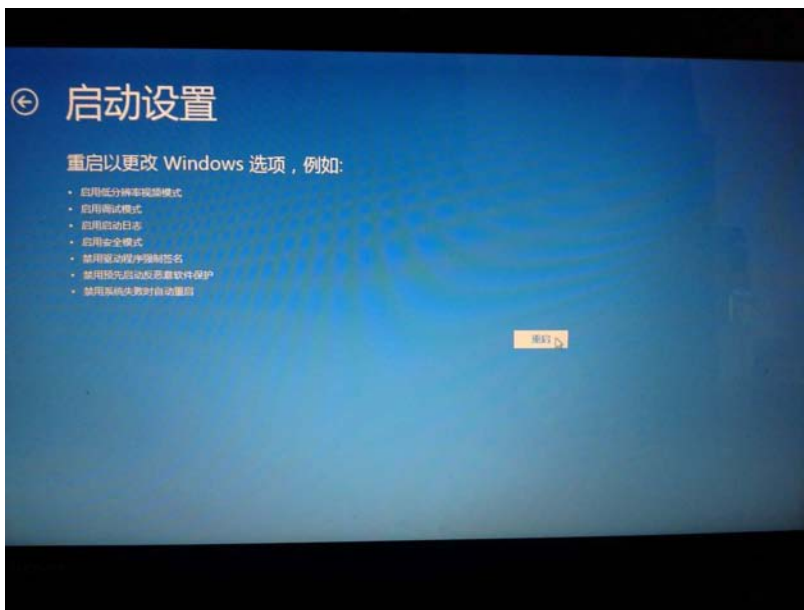 启动设置
重启以更改 Windows 选项，例如:
• 启用低分辨率视频模式
• 启用调试模式
• 启用启动日志
• 启用安全模式
• 禁用驱动程序强制签名
• 禁用预先启动反恶意软件保护
• 禁用系统失败时自动重启
重启